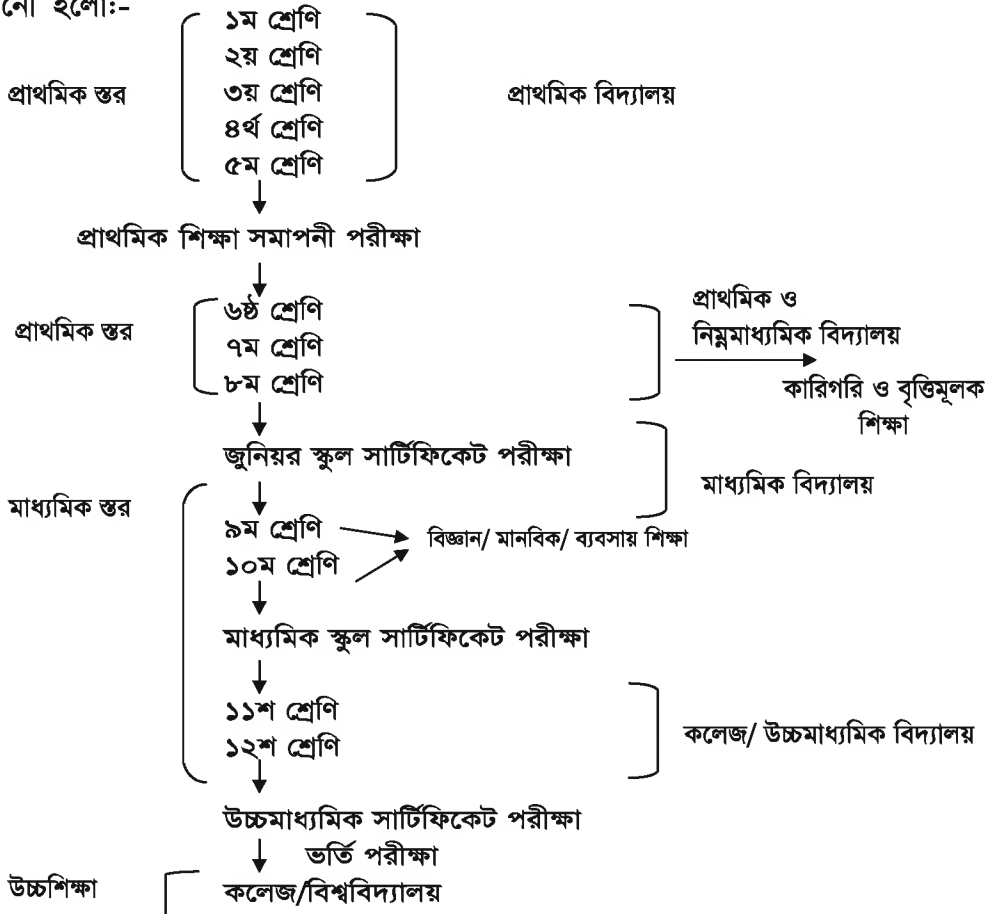 নো হলো:-
১ম শ্রেণি
২য় শ্রেণি
প্রাথমিক স্তর ৩য় শ্রেণি প্রাথমিক বিদ্যালয়
৪র্থ শ্রেণি
৫ম শ্রেণি
প্রাথমিক শিক্ষা সমাপনী পরীক্ষা
প্রাথমিক ও
৬ষ্ঠ শ্রেণি
প্রাথমিক স্তর ৭ম শ্রেণি নিম্নমাধ্যমিক বিদ্যালয়
৮ম শ্রেণি কারিগরি ও বৃত্তিমূলক
শিক্ষা
জুনিয়র স্কুল সার্টিফিকেট পরীক্ষা
মাধ্যমিক বিদ্যালয়
মাধ্যমিক স্তর
৯ম শ্রেণি বিজ্ঞান/ মানবিক/ ব্যবসায় শিক্ষা
১০ম শ্রেণি
মাধ্যমিক স্কুল সার্টিফিকেট পরীক্ষা
১১শ শ্রেণি
১২শ শ্রেণি কলেজ/ উচ্চমাধ্যমিক বিদ্যালয়
উচ্চমাধ্যমিক সার্টিফিকেট পরীক্ষা
ভর্তি পরীক্ষা
উচ্চশিক্ষা কলেজ/বিশ্ববিদ্যালয়